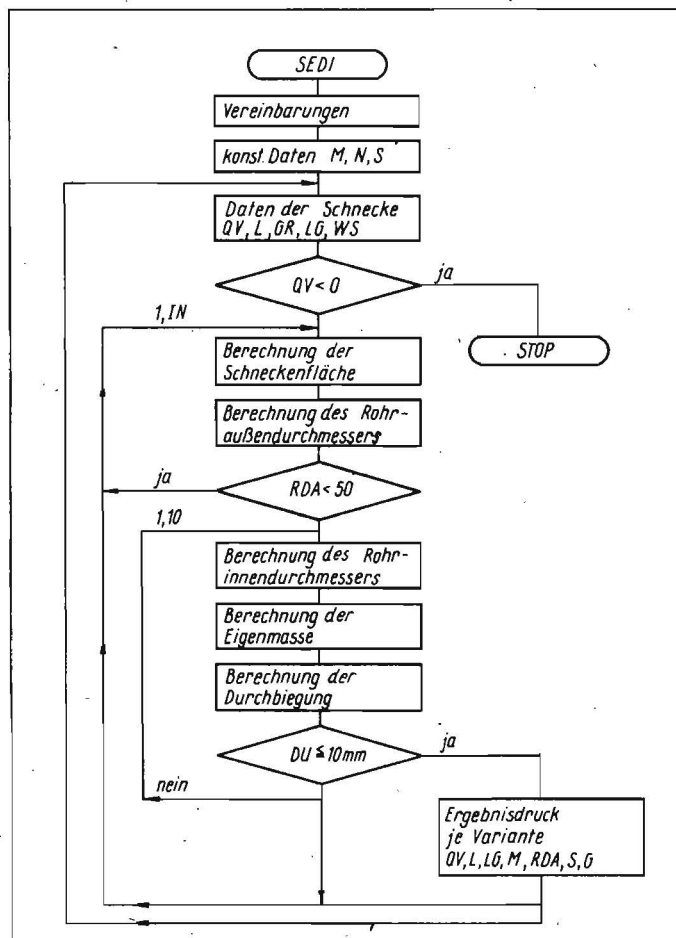 SEDI
Vereinbarungen
konst. Daten M, N, S
Daten der Schnecke
QV, L, GR, LG, WS
QV < 0
ja
1, IN
STOP
Berechnung der
Schneckenfläche
Berechnung des Rohr-
außendurchmessers
ja
RDA < 50
1,10
Berechnung des Rohr-
innendurchmessers
Berechnung der
Eigenmasse
Berechnung der
Durchbiegung
DU ≦ 10mm
ja
nein
Ergebnisdruck
je Variante
QV, L, LG, M, RDA, S, G